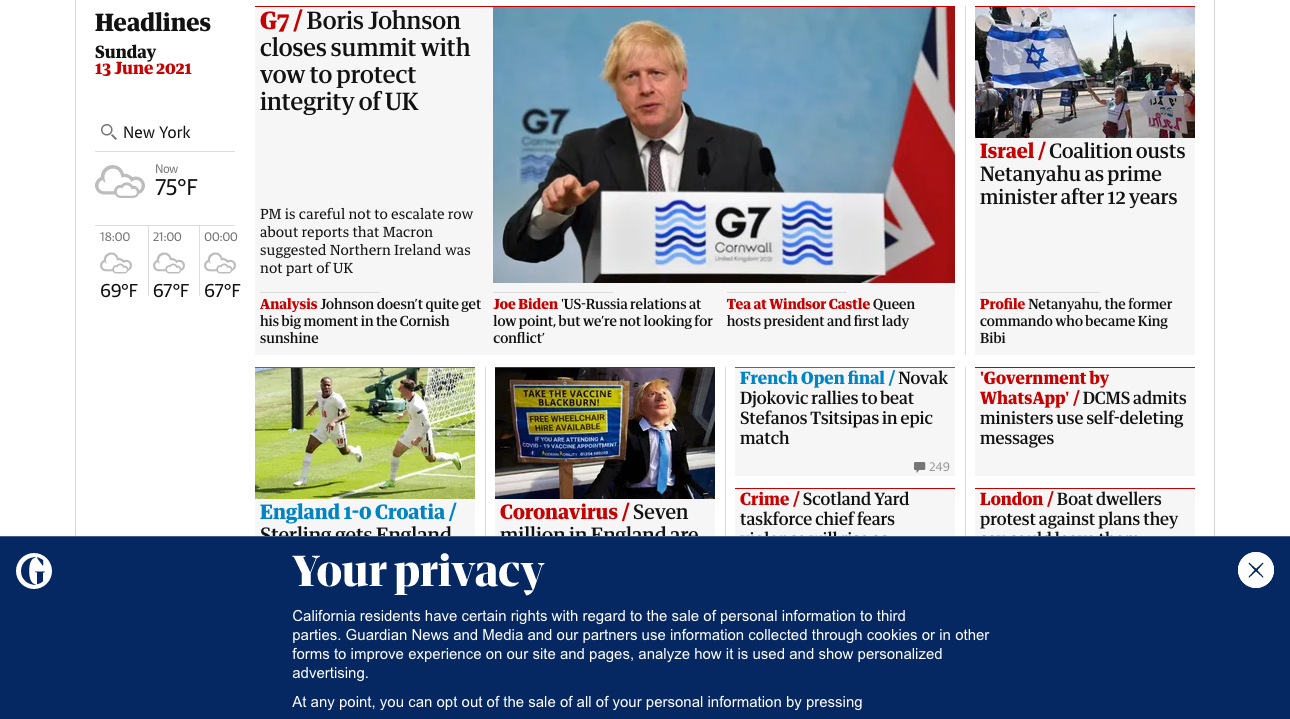 Headlines
Sunday
13 June 2021
New York
Now
75°F
18:00
21:00
00:00
69°F
67°F
67°F
G7 / Boris Johnson
closes summit with
vow to protect
integrity of UK
PM is careful not to escalate row
about reports that Macron
suggested Northern Ireland was
not part of UK
G7
G7
Cornwall
United Kingdom 2021
Analysis Johnson doesn't quite get
his big moment in the Cornish
sunshine
Joe Biden 'US-Russia relations at
low point, but we're not looking for
conflict'
Tea at Windsor Castle Queen
hosts president and first lady
Israel / Coalition ousts
Netanyahu as prime
minister after 12 years
Profile Netanyahu, the former
commando who became King
Bibi
England 1-0 Croatia /
Sterling gets England
TAKE THE VACCINE
BLACKBURN!
FREE WHEELCHAIR
HIRE AVAILABLE
IF YOU ARE ATTENDING A
COVID - 19 VACCINE APPOINTMENT
Coronavirus / Seven
million in England are
French Open final / Novak
Djokovic rallies to beat
Stefanos Tsitsipas in epic
match
249
Crime / Scotland Yard
taskforce chief fears
'Government by
WhatsApp' / DCMS admits
ministers use self-deleting
messages
London / Boat dwellers
protest against plans they
Your privacy
California residents have certain rights with regard to the sale of personal information to third
parties. Guardian News and Media and our partners use information collected through cookies or in other
forms to improve experience on our site and pages, analyze how it is used and show personalized
advertising.
At any point, you can opt out of the sale of all of your personal information by pressing